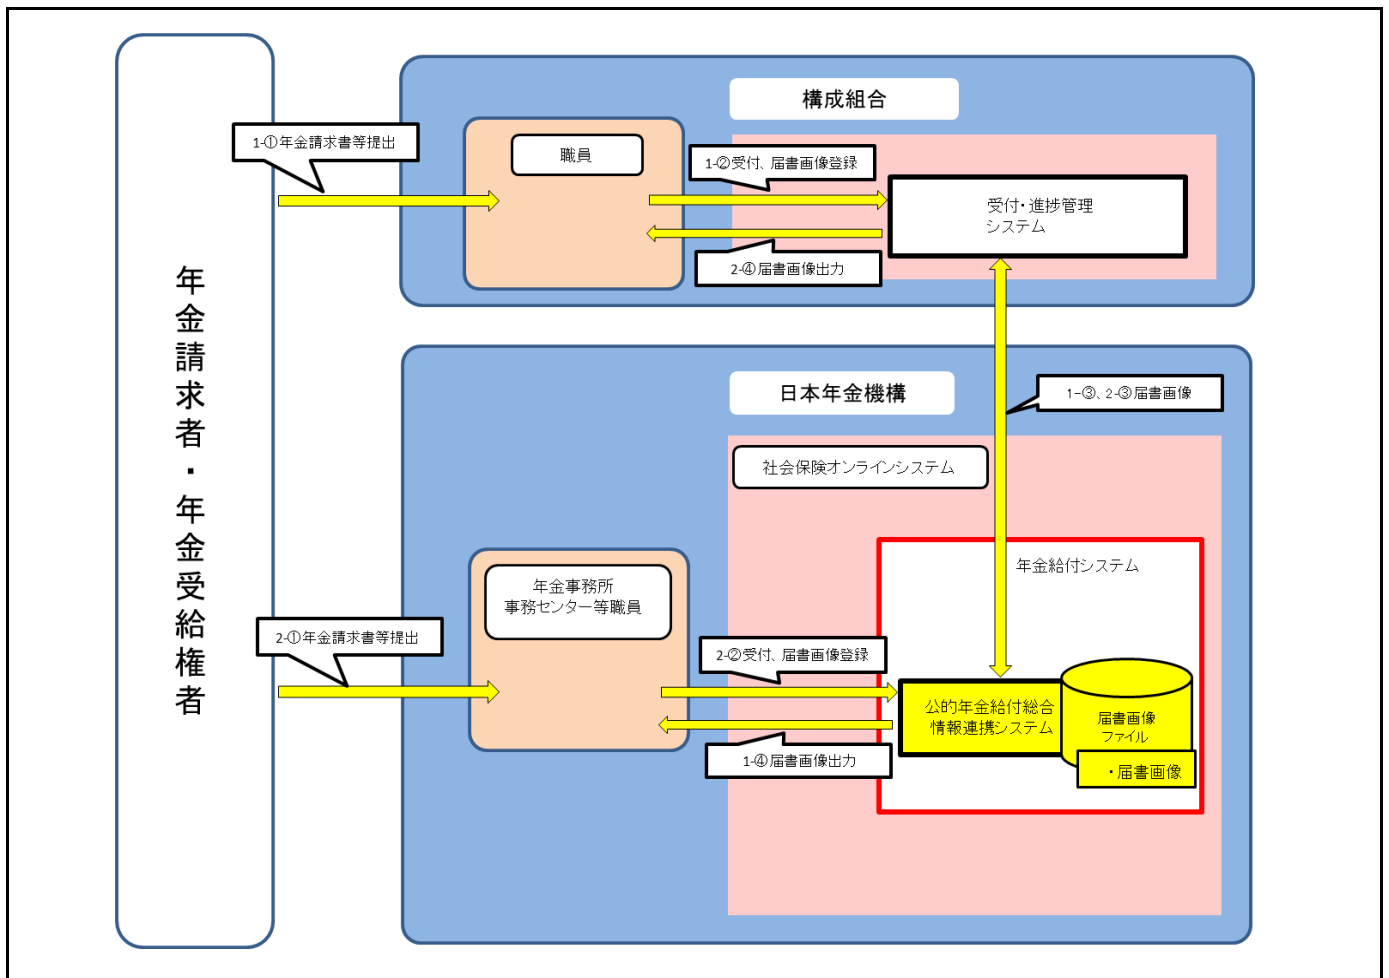 年金請求者・年金受給権者
構成組合
1-①年金請求書等提出
職員
1-②受付、届書画像登録
受付・進捗管理
システム
2-④届書画像出力
日本年金機構
1-③、2-③届書画像
社会保険オンラインシステム
年金給付システム
年金事務所
事務センター等職員
2-①年金請求書等提出
2-②受付、届書画像登録
公的年金給付総合
情報連携システム
届書画像
ファイル
・届書画像
1-④届書画像出力